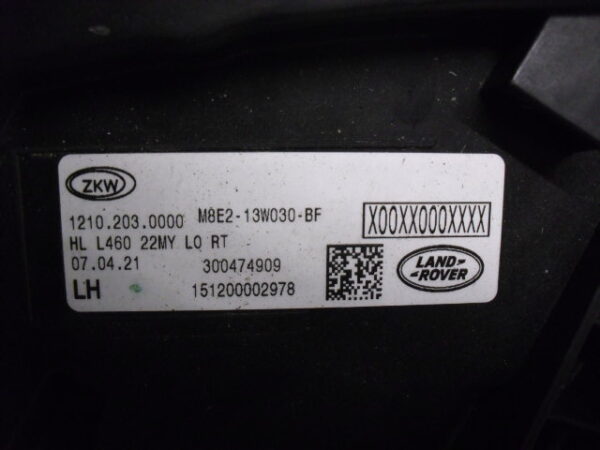 ZKW
1210.203.0000 M8E2-13W030-BF
X00XX000XXXX
HL L460 22MY LO RT
07.04.21 300474909
LAND-
ROVER
LH 151200002978